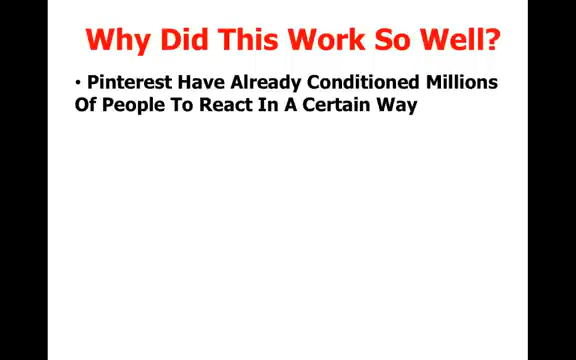 Why Did This Work So Well?
• Pinterest Have Already Conditioned Millions
Of People To React In A Certain Way